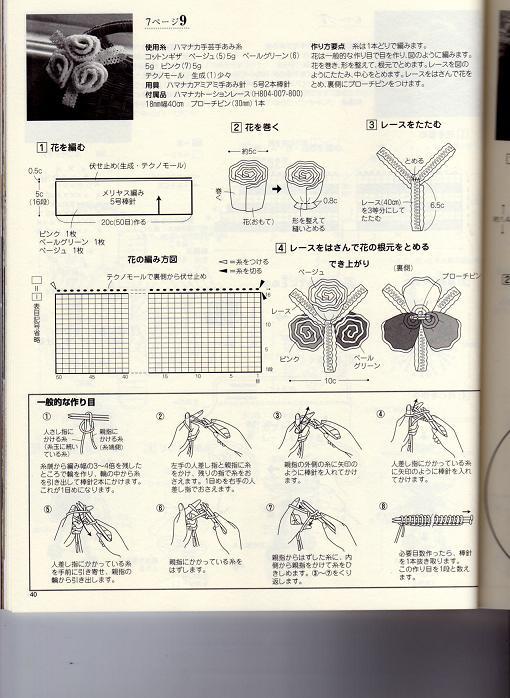 7ページ9
使用糸 ハマナカ手芸手あみ糸
コットンギザ ベージュ(5)5g ペールグリーン(6)
5g ピンク(7)5g
テクノモール 生成(1)少々
用具 ハマナカアミアミ手あみ針 5号2本棒針
付属品 ハマナカトーションレース(H804-007-800)
18mm幅40cm ブローチピン(30mm)1本
作り方要点 糸は1本どりで編みます。
花は一般的な作り目で目を作り、図のように編みます。
花を巻き、形を整えて、根元でとめます。レースを図の
ようにたたみ、中心をとめます。レースをはさんで花を
とめ、裏側にブローチピンをつけます。
1 花を編む
伏せ止め(生成・テクノモール)
0.5c
5c
(16段)
メリヤス編み
5号棒針
20c(50目)作る
ピンク 1枚
ペールグリーン 1枚
ベージュ 1枚
2 花を巻く
約5c
巻く
花(おもて)
0.8c
形を整えて
縫いとめる
3 レースをたたむ
とめる
レース(40cm)
を3等分にして
たたむ
6.5c
花の編み方図
=糸をつける
=糸を切る
テクノモールで裏側から伏せ止め
□=|表目記号省略
16
10
5
1段
50
45
40
15
10
5
1目
4 レースをはさんで花の根元をとめる
でき上がり
ベージュ
レース
ピンク
ペール
グリーン
10c
(裏側)
ブローチピン
一般的な作り目
①
人さし指に
かける糸
(糸玉に続い
ている糸)
親指に
かける糸
(糸端側)
糸端から編み幅の3〜4倍を残した
ところで輪を作り、輪の中から糸
を引き出して棒針2本にかけます。
これが1目めになります。
②
左手の人差し指と親指に糸
をかけ、残りの指で糸をお
さえます。1目めを右手の人
差し指でおさえます。
③
親指の外側の糸に矢印の
ように棒針を入れてかけ
ます。
④
人差し指にかかっている糸
に矢印のように棒針を入れ
てかけます。
⑤
人差し指にかかっている糸
を手前に引き寄せ、親指の
輪から引き出します。
⑥
親指にかかっている糸を
はずします。
⑦
親指からはずした糸に、内
側から親指をかけて糸をひ
きしめます。③〜⑦をくり
返します。
⑧
必要目数作ったら、棒針
を1本抜き取ります。
この作り目を1段と数え
ます。
40